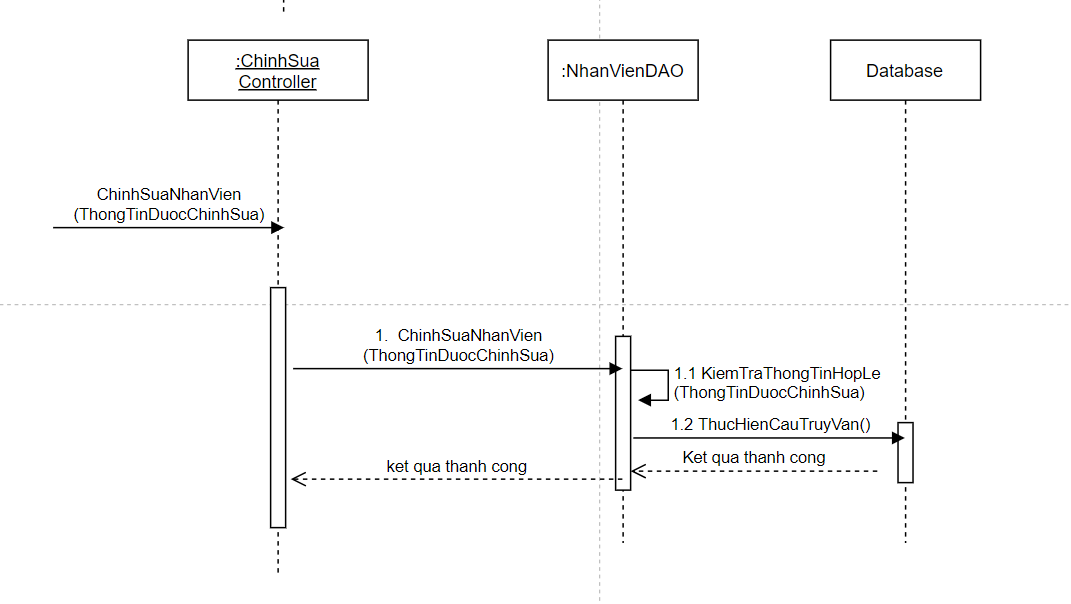 :ChinhSua
Controller
:NhanVienDAO
Database
ChinhSuaNhanVien
(ThongTinDuocChinhSua)
1.  ChinhSuaNhanVien
(ThongTinDuocChinhSua)
1.1 KiemTraThongTinHopLe
(ThongTinDuocChinhSua)
1.2 ThucHienCauTruyVan()
Ket qua thanh cong
ket qua thanh cong